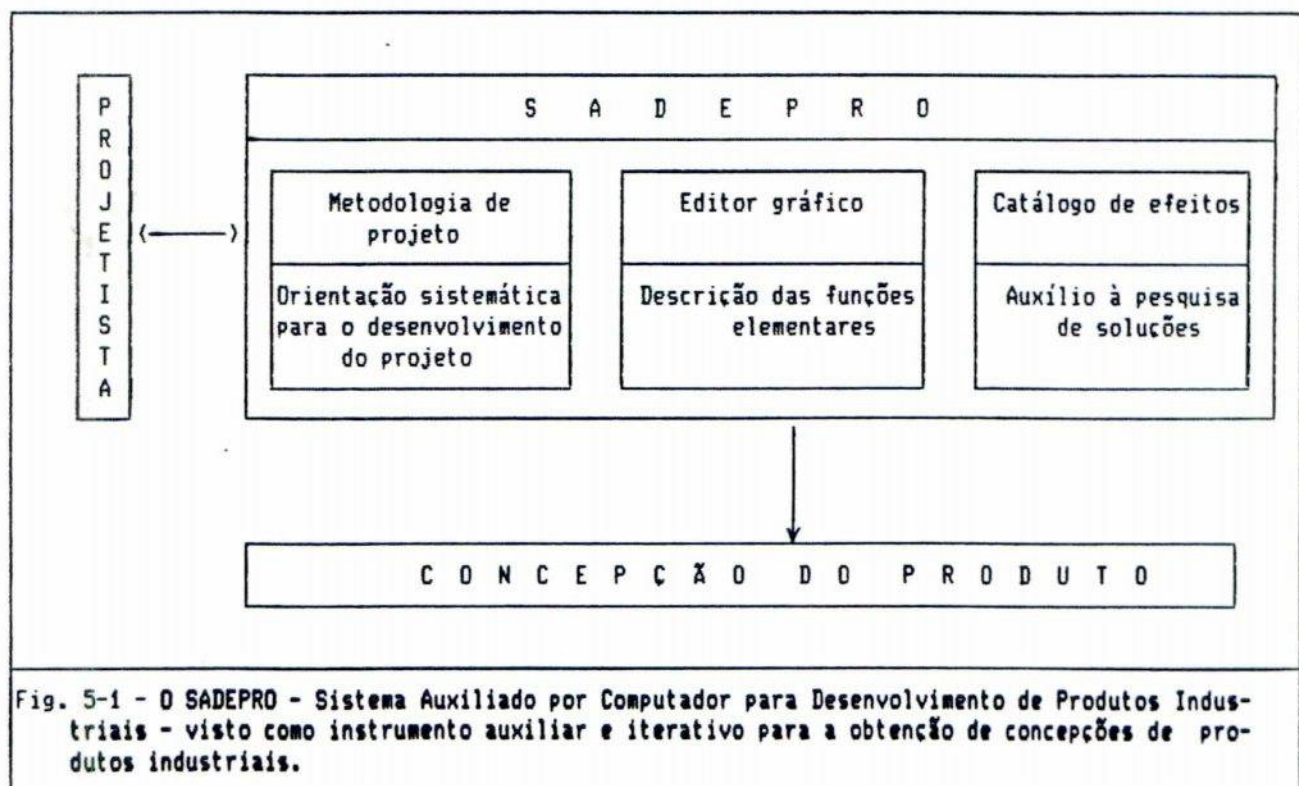 PROJETISTA
S A D E P R O
Metodologia de
projeto
Orientação sistemática
para o desenvolvimento
do projeto
Editor gráfico
Descrição das funções
elementares
Catálogo de efeitos
Auxílio à pesquisa
de soluções
C O N C E P Ç Ã O D O P R O D U T O
Fig. 5-1 - O SADEPRO - Sistema Auxiliado por Computador para Desenvolvimento de Produtos Indus-
triais - visto como instrumento auxiliar e iterativo para a obtenção de concepções de pro-
dutos industriais.